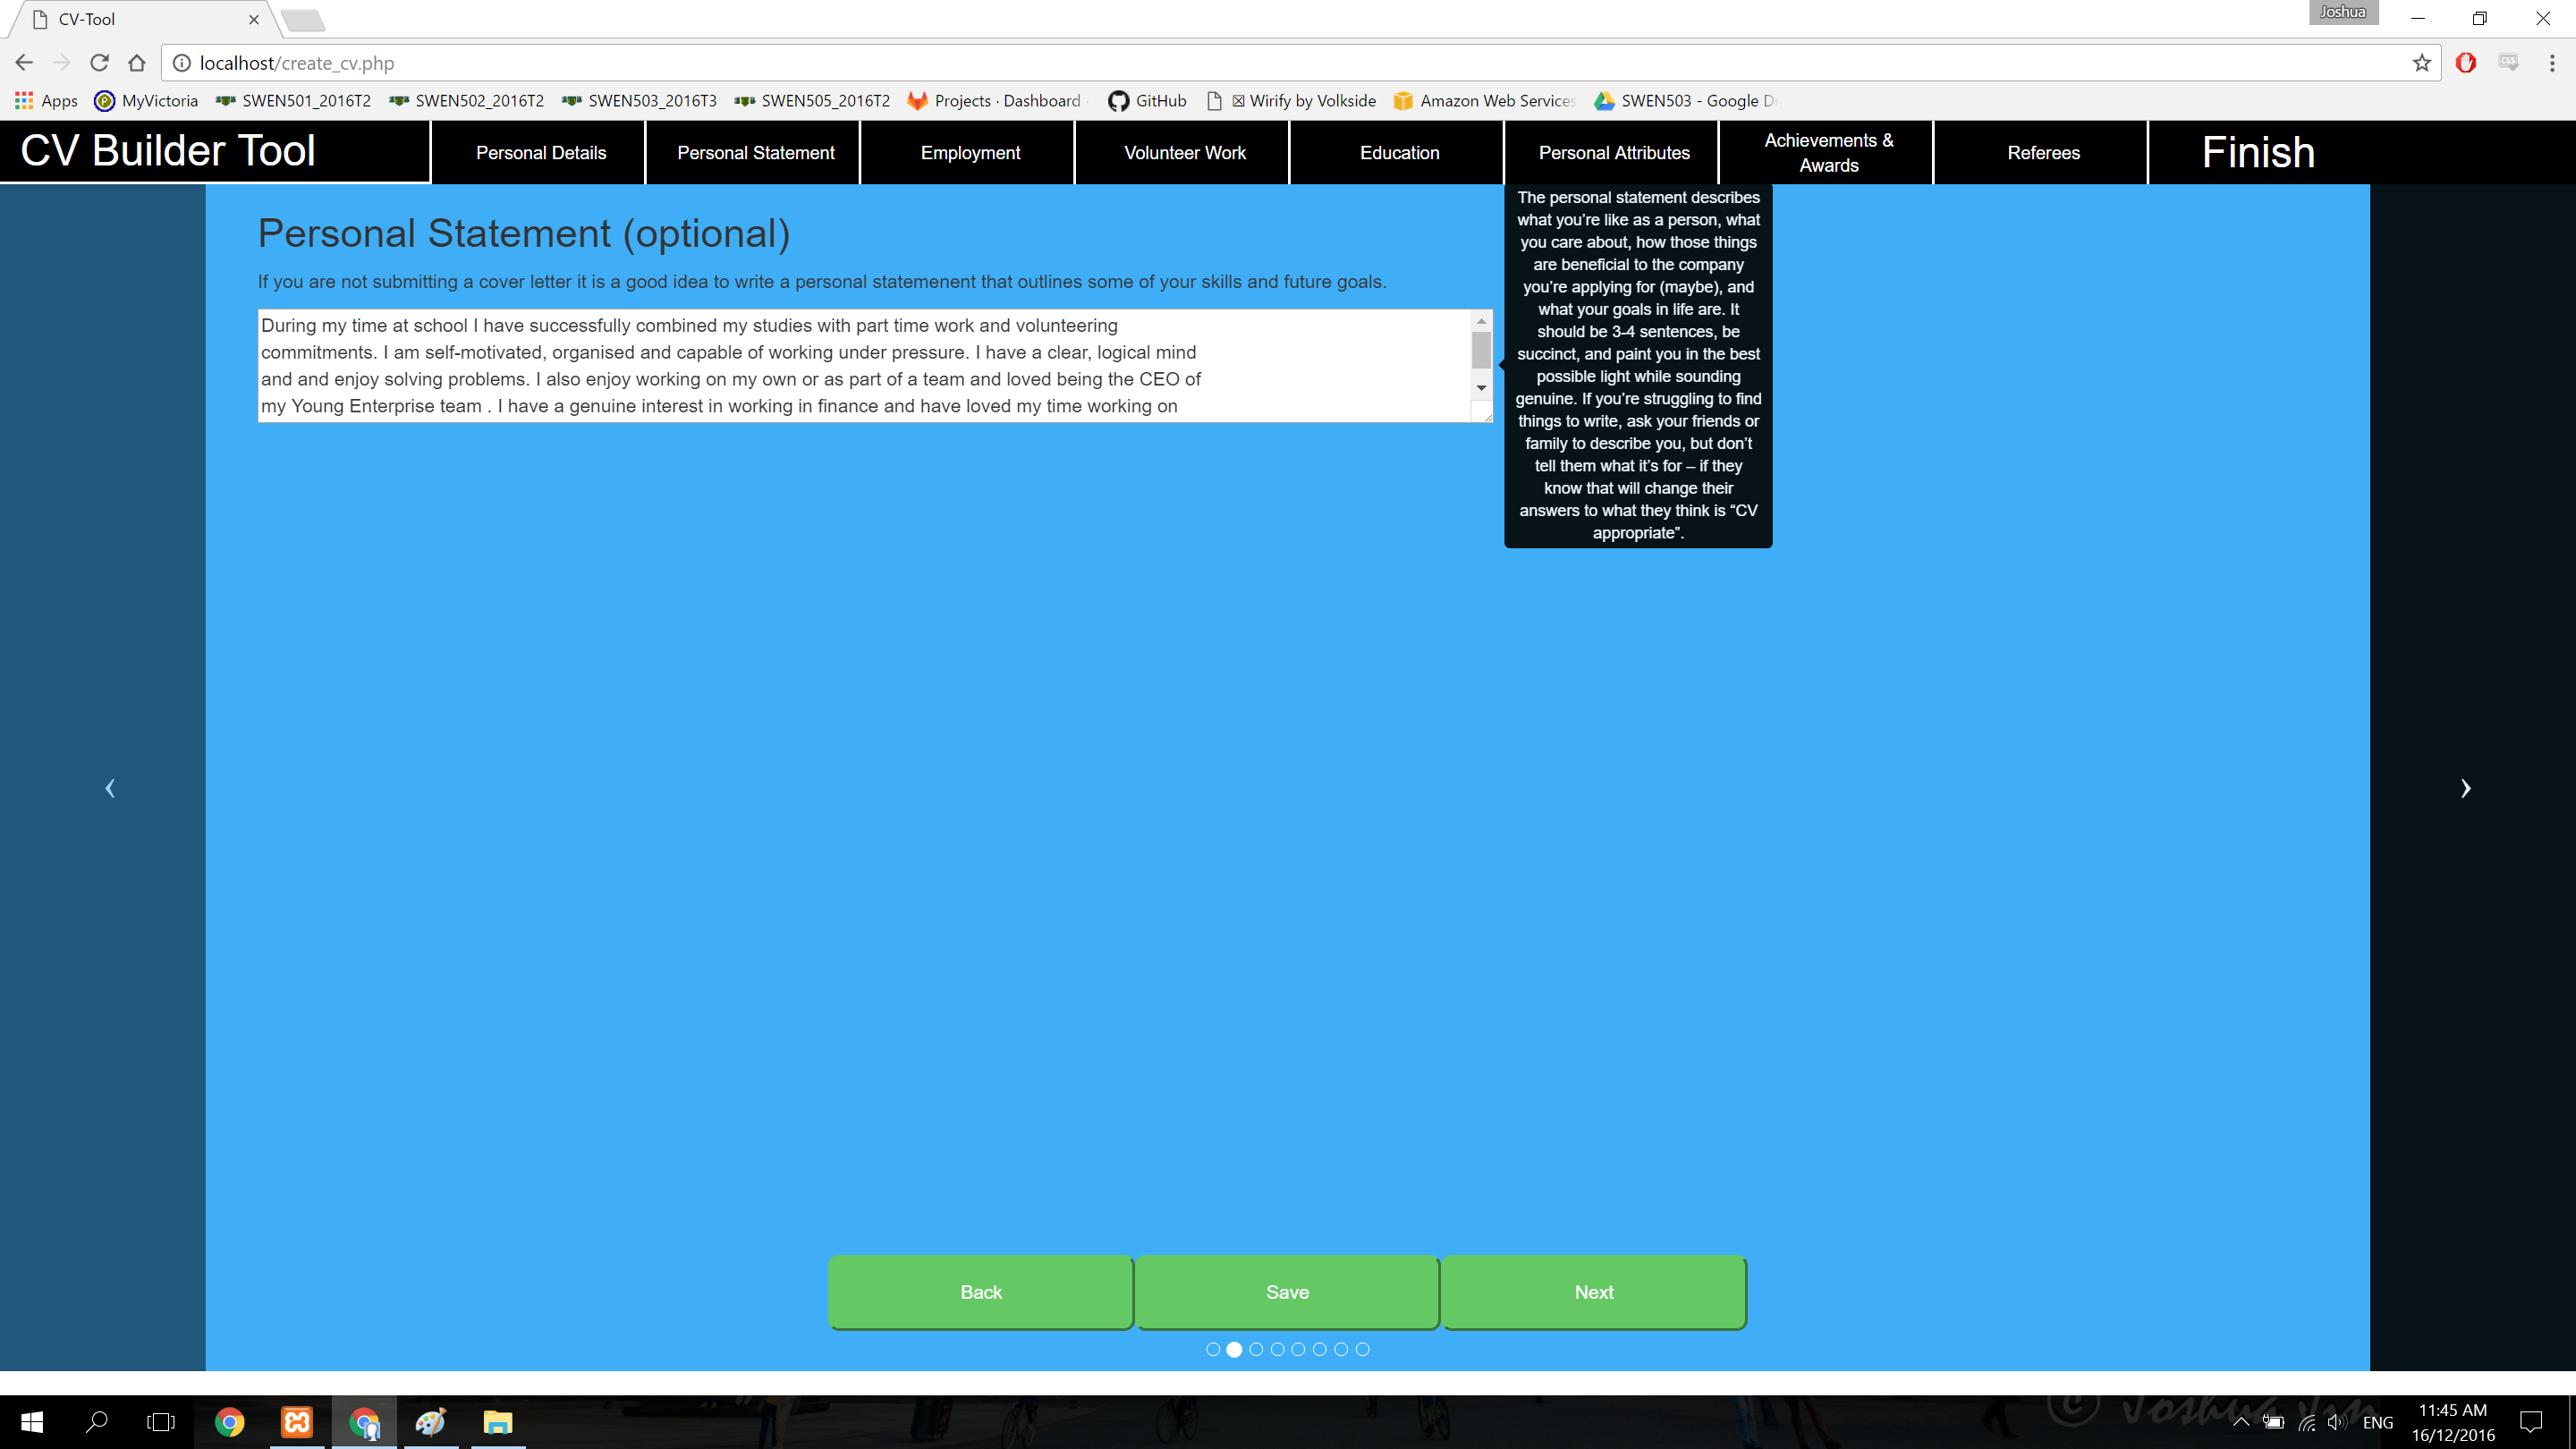 CV-Tool
Joshua
localhost/create_cv.php
Apps
MyVictoria
SWEN501_2016T2
SWEN502_2016T2
SWEN503_2016T3
SWEN505_2016T2
Projects · Dashboard
GitHub
☒ Wirify by Volkside
Amazon Web Services
SWEN503 - Google D
CV Builder Tool
Personal Details
Personal Statement
Employment
Volunteer Work
Education
Personal Attributes
Achievements &
Awards
Referees
Finish
Personal Statement (optional)
If you are not submitting a cover letter it is a good idea to write a personal statemenent that outlines some of your skills and future goals.
During my time at school I have successfully combined my studies with part time work and volunteering
commitments. I am self-motivated, organised and capable of working under pressure. I have a clear, logical mind
and and enjoy solving problems. I also enjoy working on my own or as part of a team and loved being the CEO of
my Young Enterprise team . I have a genuine interest in working in finance and have loved my time working on
The personal statement describes
what you’re like as a person, what
you care about, how those things
are beneficial to the company
you’re applying for (maybe), and
what your goals in life are. It
should be 3-4 sentences, be
succinct, and paint you in the best
possible light while sounding
genuine. If you’re struggling to find
things to write, ask your friends or
family to describe you, but don’t
tell them what it’s for – if they
know that will change their
answers to what they think is “CV
appropriate”.
Back
Save
Next
© Joshua Jim
ENG
11:45 AM
16/12/2016